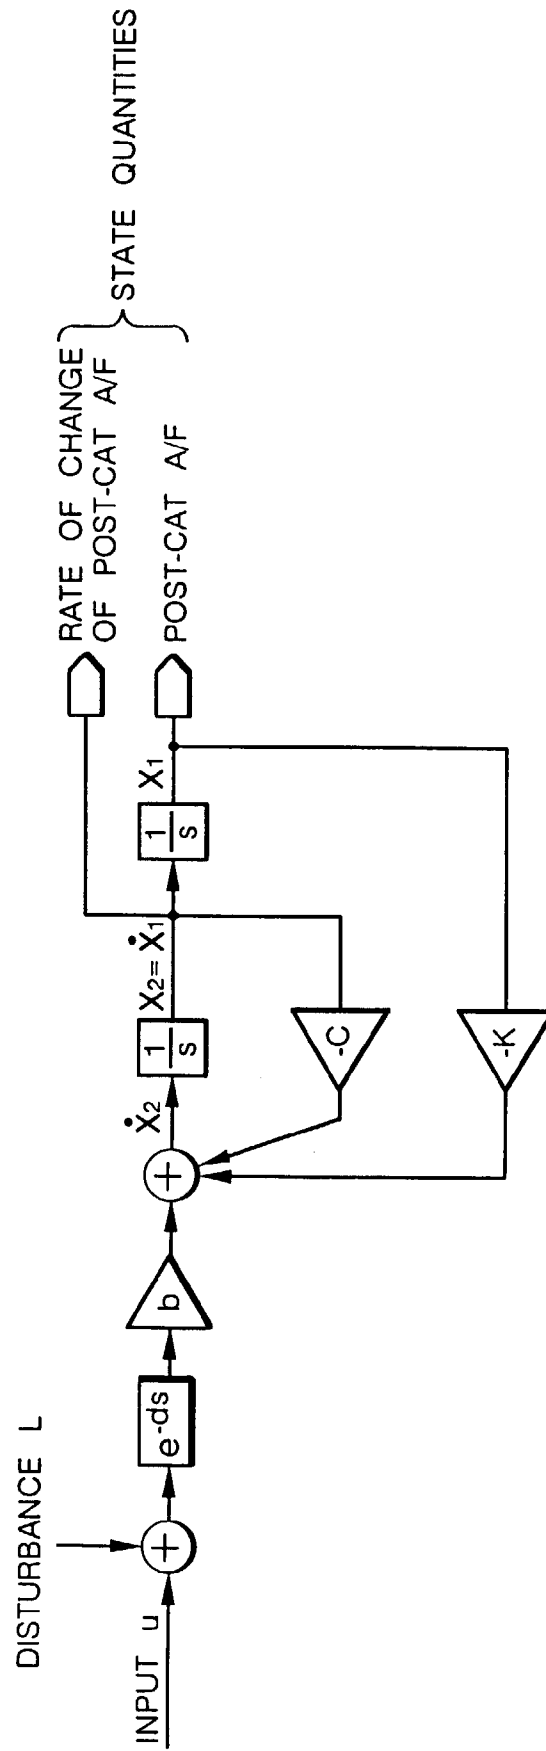 RATE OF CHANGE
OF POST-CAT A/F
STATE QUANTITIES
POST-CAT A/F
DISTURBANCE L
INPUT u
+
e^-ds
b
+
Ẋ2
1/s
X2=Ẋ1
1/s
X1
-C
-K